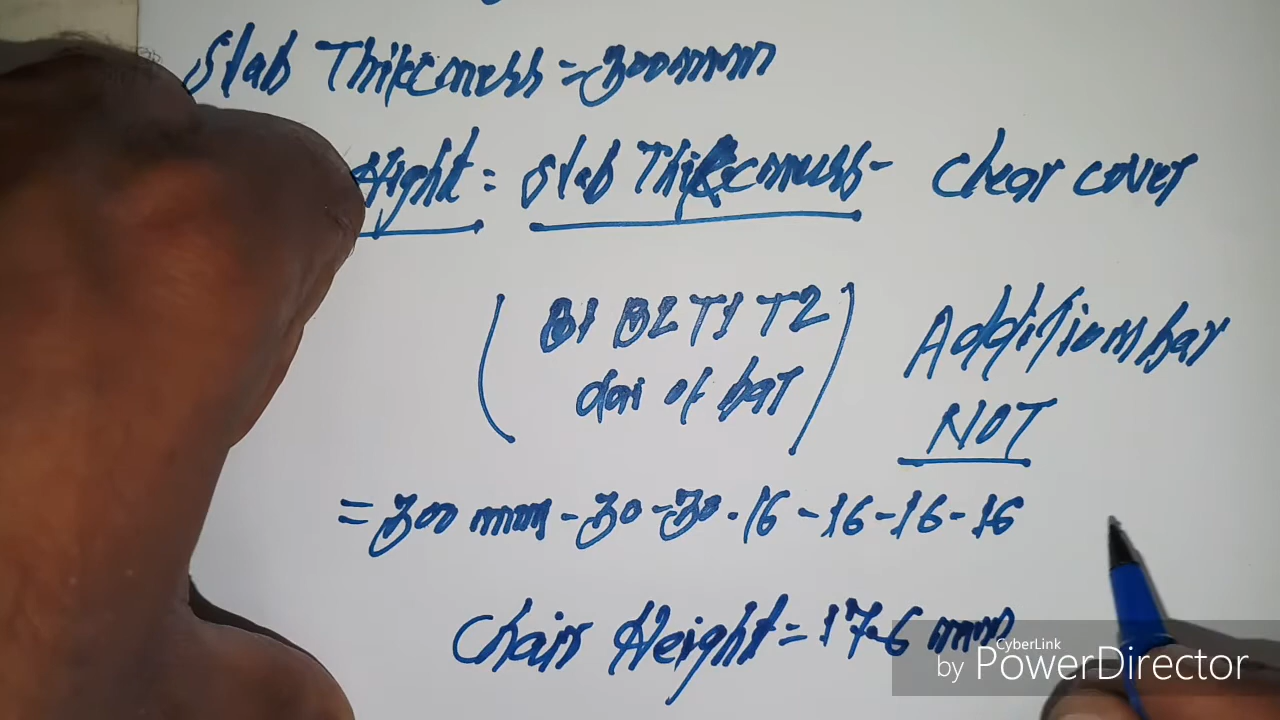 Slab Thikcness = 300mm
Hight = Slab Thikcness - Clear cover
( B1 B2 T1 T2 Addition bar
dai of bar ) NOT
= 300 mm - 30 - 30 - 16 - 16 - 16 - 16
Chair Height = 176 mm
CyberLink
by PowerDirector